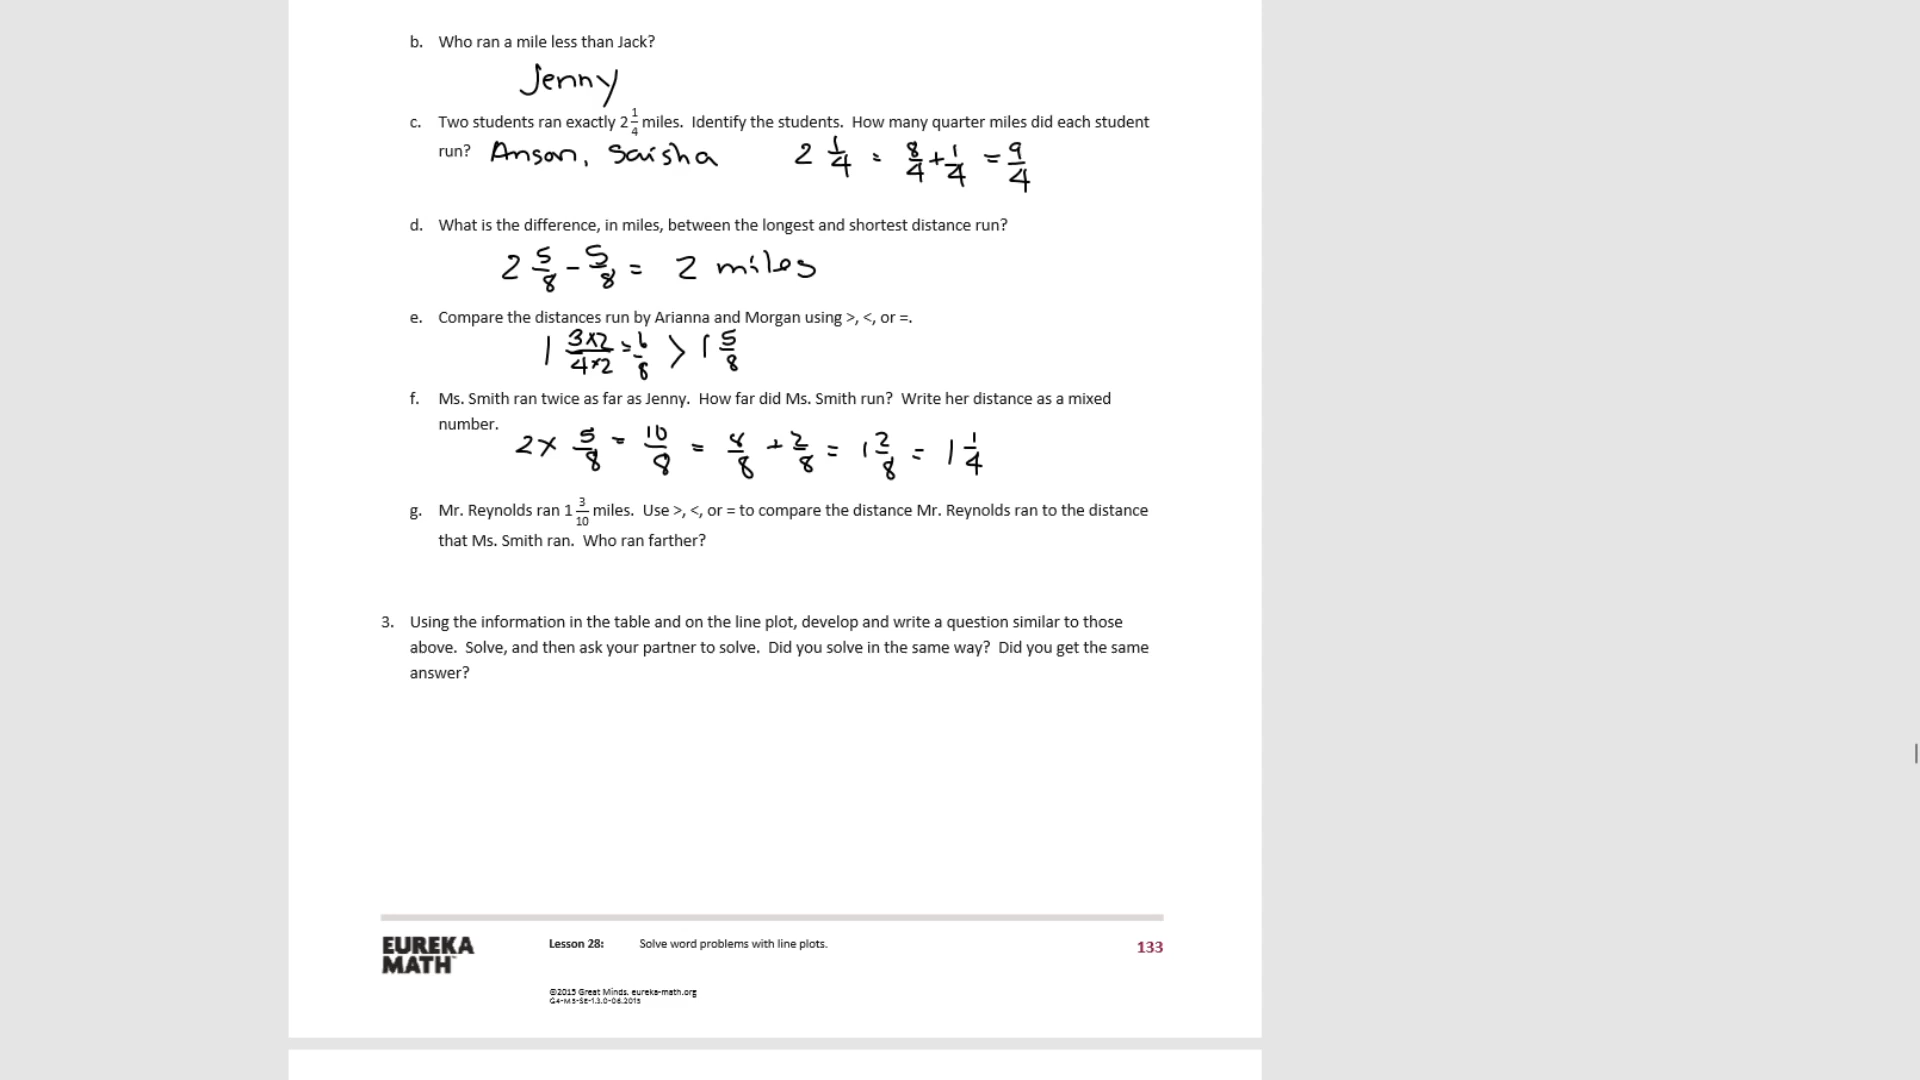 b. Who ran a mile less than Jack?
Jenny
c. Two students ran exactly 2 1/4 miles. Identify the students. How many quarter miles did each student
run? Anson, Saisha 2 1/4 = 8/4 + 1/4 = 9/4
d. What is the difference, in miles, between the longest and shortest distance run?
2 5/8 - 5/8 = 2 miles
e. Compare the distances run by Arianna and Morgan using >, <, or =.
1 3×2/4×2 = 6/8 > 1 5/8
f. Ms. Smith ran twice as far as Jenny. How far did Ms. Smith run? Write her distance as a mixed
number. 2 × 5/8 = 10/8 = 8/8 + 2/8 = 1 2/8 = 1 1/4
g. Mr. Reynolds ran 1 3/10 miles. Use >, <, or = to compare the distance Mr. Reynolds ran to the distance
that Ms. Smith ran. Who ran farther?
3. Using the information in the table and on the line plot, develop and write a question similar to those
above. Solve, and then ask your partner to solve. Did you solve in the same way? Did you get the same
answer?
EUREKA
MATH
Lesson 28: Solve word problems with line plots.
133
©2015 Great Minds. eureka-math.org
G4-M5-SE-1.3.0-06.2015